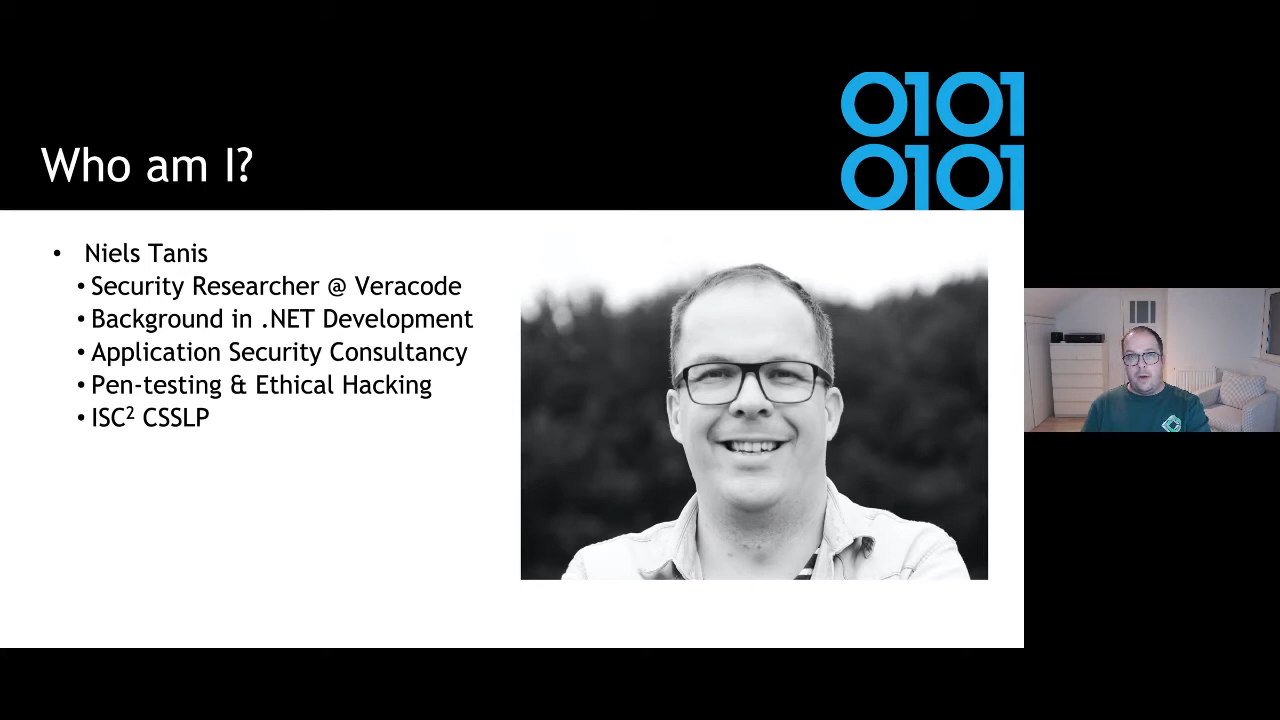 0101
0101
Who am I?
• Niels Tanis
• Security Researcher @ Veracode
• Background in .NET Development
• Application Security Consultancy
• Pen-testing & Ethical Hacking
• ISC² CSSLP